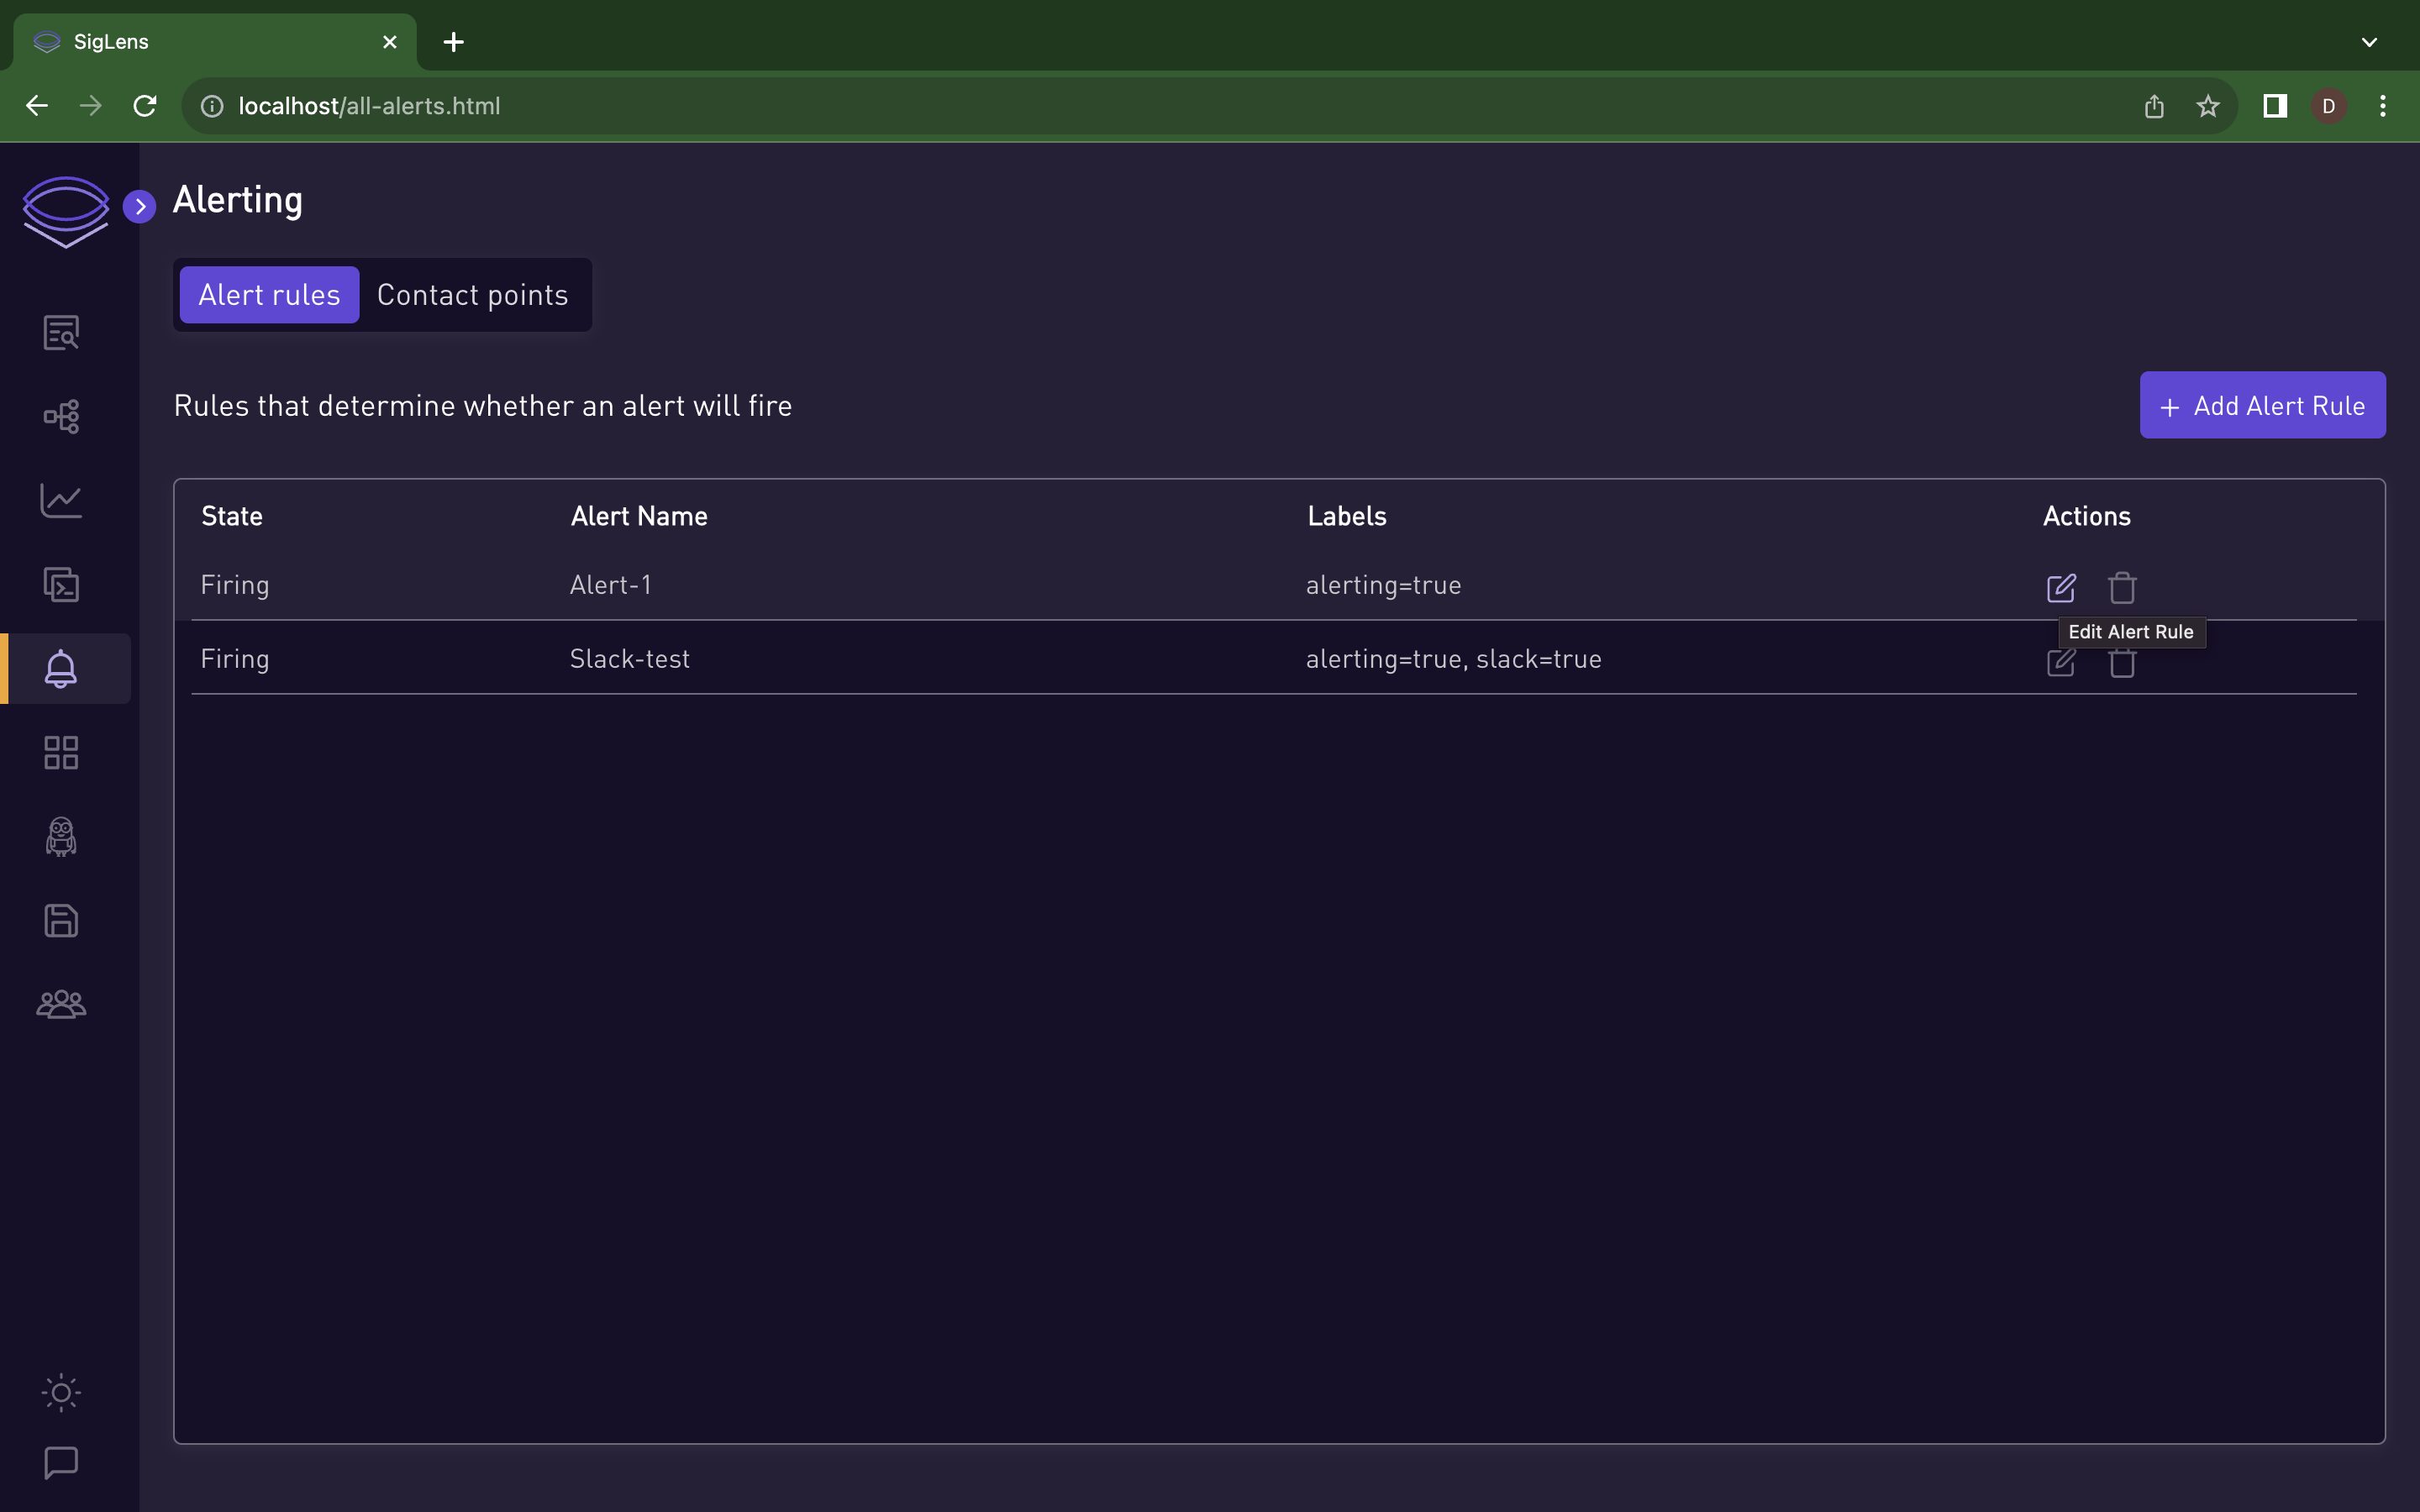 SigLens
localhost/all-alerts.html
D
Alerting
Alert rules Contact points
Rules that determine whether an alert will fire
+ Add Alert Rule
State Alert Name Labels Actions
Firing Alert-1 alerting=true
Edit Alert Rule
Firing Slack-test alerting=true, slack=true